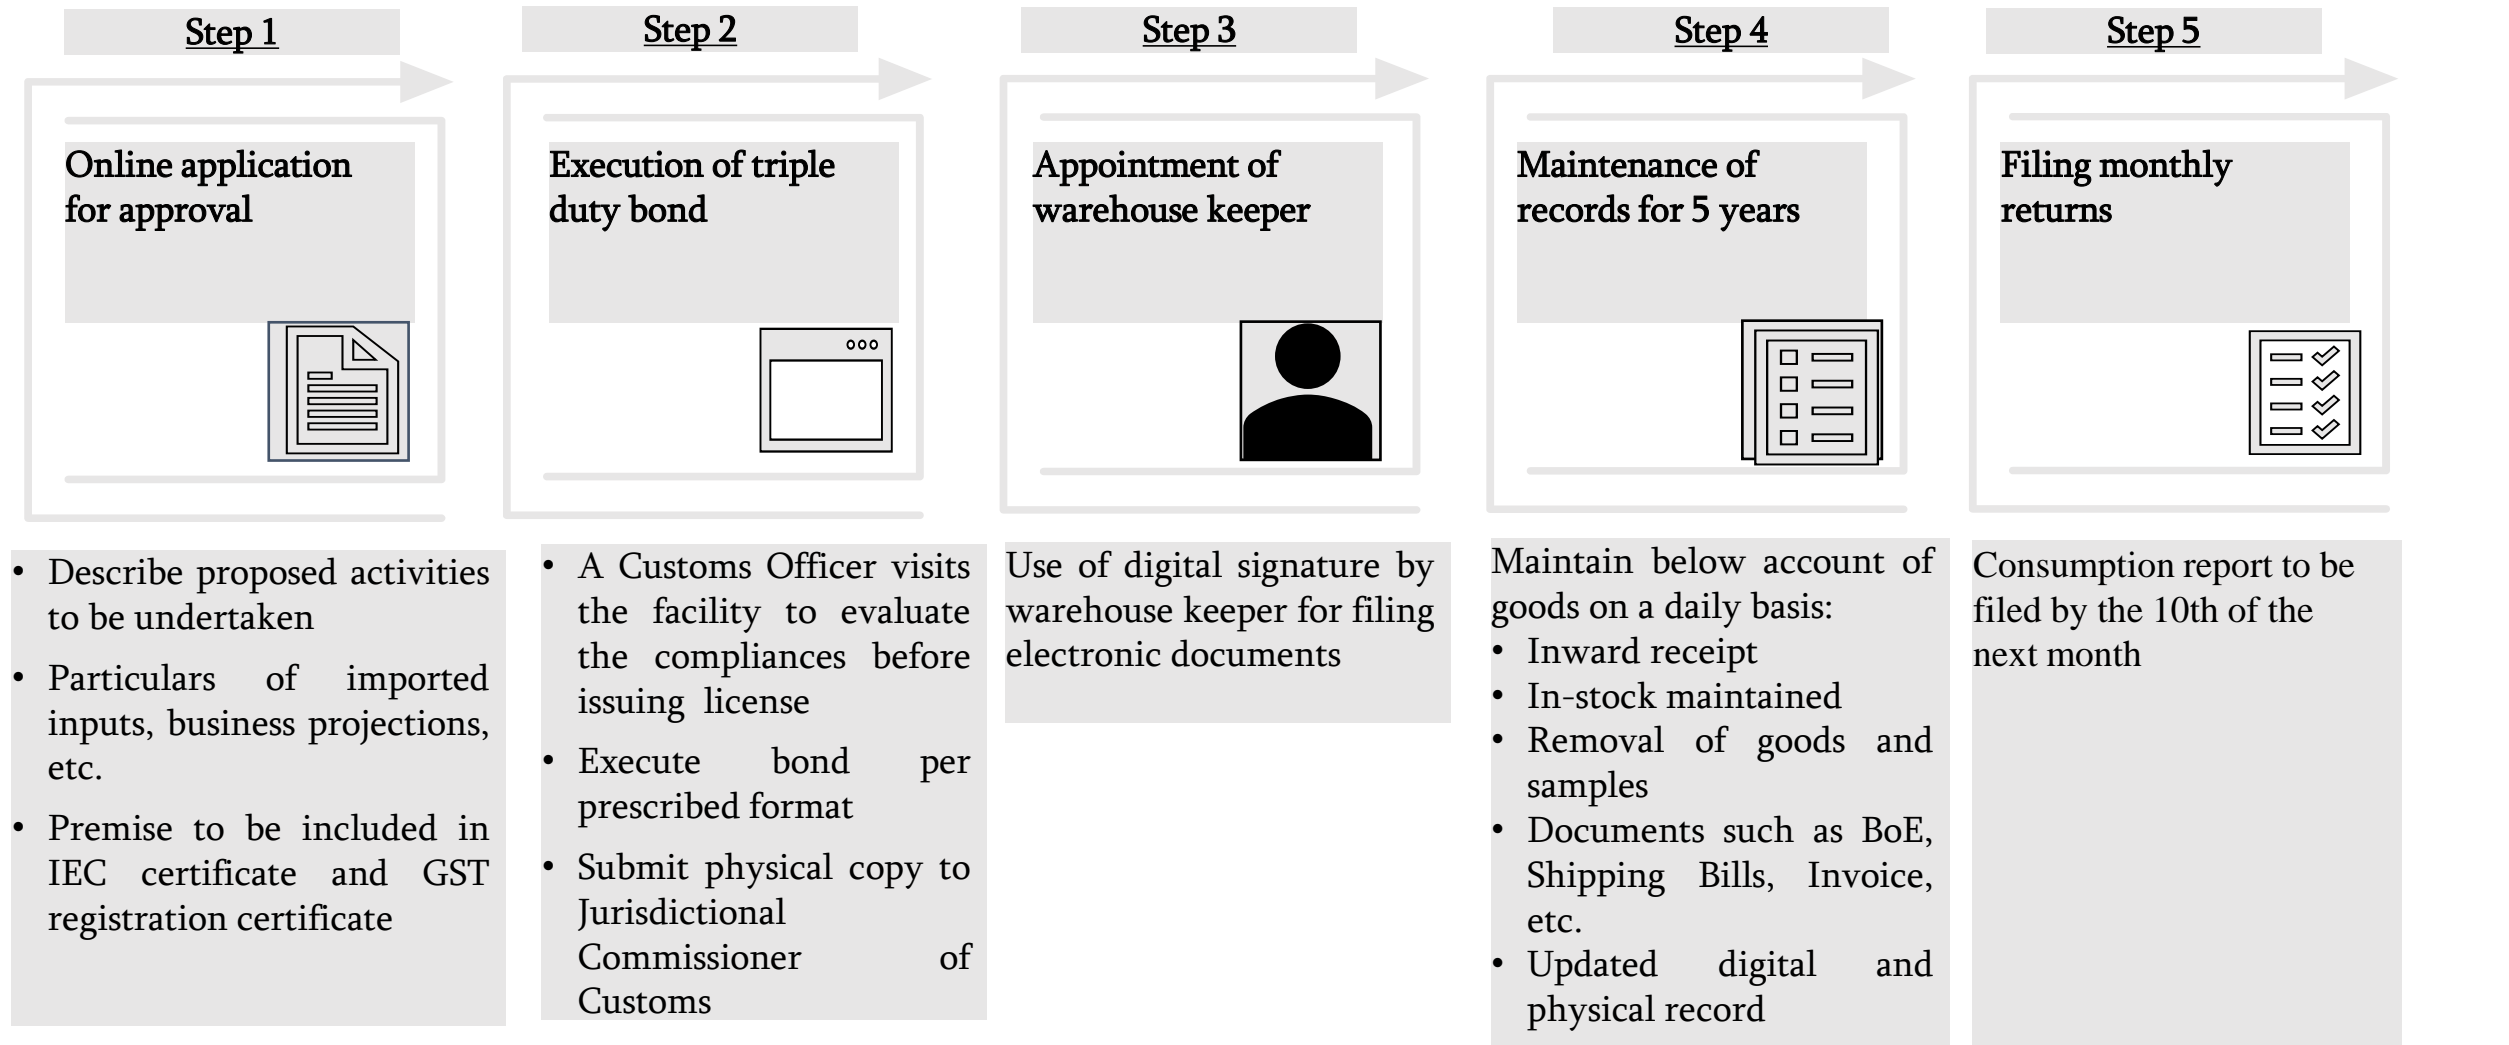 Step 1
Online application
for approval
• Describe proposed activities
to be undertaken
• Particulars of imported
inputs, business projections,
etc.
• Premise to be included in
IEC certificate and GST
registration certificate
Step 2
Execution of triple
duty bond
• A Customs Officer visits
the facility to evaluate
the compliances before
issuing license
• Execute bond per
prescribed format
• Submit physical copy to
Jurisdictional
Commissioner of
Customs
Step 3
Appointment of
warehouse keeper
Use of digital signature by
warehouse keeper for filing
electronic documents
Step 4
Maintenance of
records for 5 years
Maintain below account of
goods on a daily basis:
• Inward receipt
• In-stock maintained
• Removal of goods and
samples
• Documents such as BoE,
Shipping Bills, Invoice,
etc.
• Updated digital and
physical record
Step 5
Filing monthly
returns
Consumption report to be
filed by the 10th of the
next month